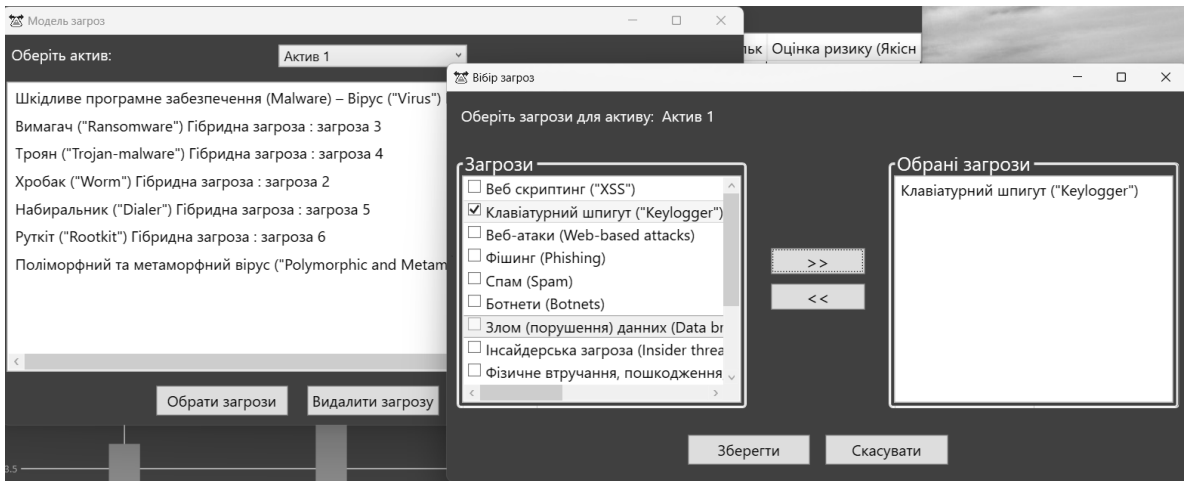 Модель загроз
Оберіть актив:
Актив 1
Шкідливе програмне забезпечення (Malware) – Вірус ("Virus")
Вимагач ("Ransomware") Гібридна загроза : загроза 3
Троян ("Trojan-malware") Гібридна загроза : загроза 4
Хробак ("Worm") Гібридна загроза : загроза 2
Набиральник ("Dialer") Гібридна загроза : загроза 5
Руткіт ("Rootkit") Гібридна загроза : загроза 6
Поліморфний та метаморфний вірус ("Polymorphic and Metam
Обрати загрози
Видалити загрозу
3.5
ьк
Оцінка ризику (Якісн
Вібір загроз
Оберіть загрози для активу: Актив 1
Загрози
Веб скриптинг ("XSS")
Клавіатурний шпигут ("Keylogger")
Веб-атаки (Web-based attacks)
Фішинг (Phishing)
Спам (Spam)
Ботнети (Botnets)
Злом (порушення) данних (Data br
Інсайдерська загроза (Insider threa
Фізичне втручання, пошкодження
>>
<<
Обрані загрози
Клавіатурний шпигут ("Keylogger")
Зберегти
Скасувати